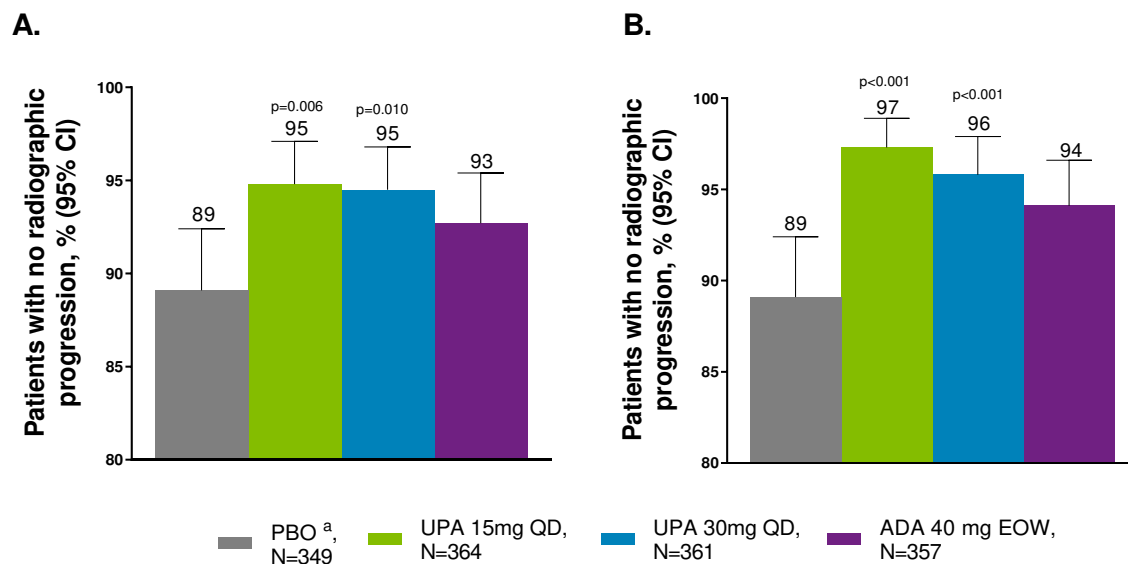 A.
B.
Patients with no radiographic
progression, % (95% CI)
100
95
90
85
80
89
p=0.006
95
p=0.010
95
93
Patients with no radiographic
progression, % (95% CI)
100
95
90
85
80
89
p<0.001
97
p<0.001
96
94
PBO a,
N=349
UPA 15mg QD,
N=364
UPA 30mg QD,
N=361
ADA 40 mg EOW,
N=357